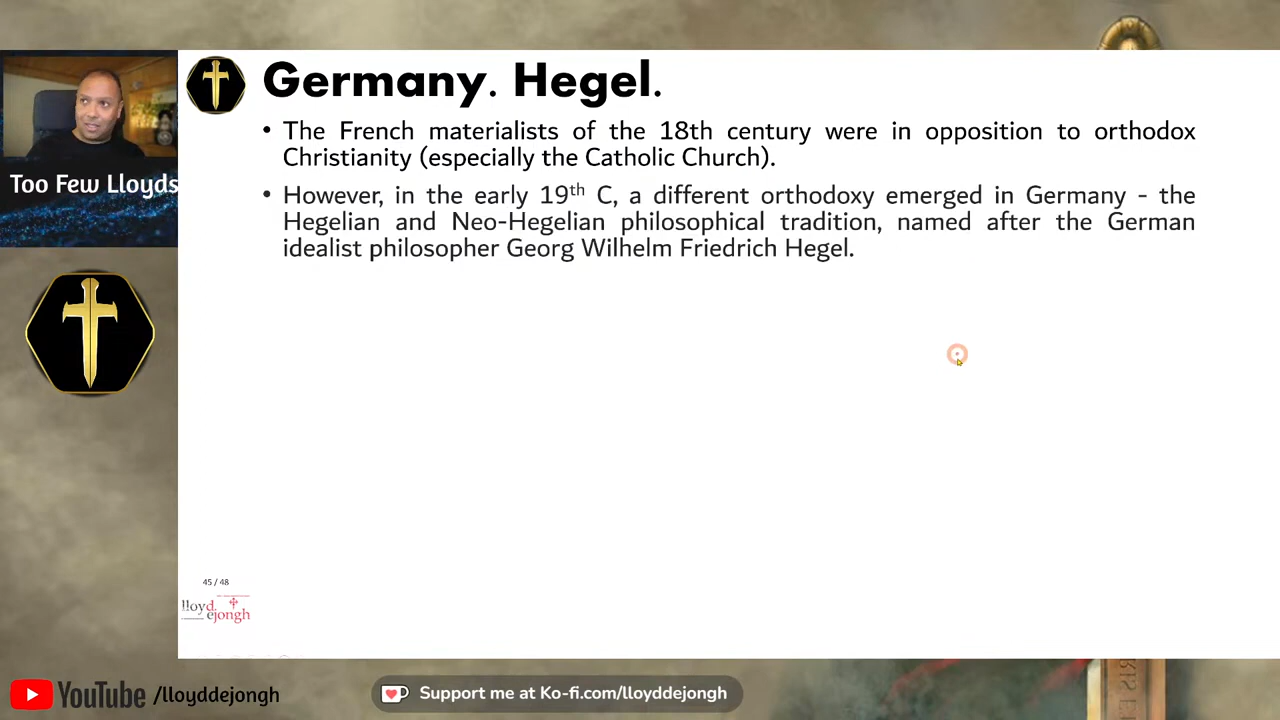 Germany. Hegel.
• The French materialists of the 18th century were in opposition to orthodox
Christianity (especially the Catholic Church).
• However, in the early 19th C, a different orthodoxy emerged in Germany - the
Hegelian and Neo-Hegelian philosophical tradition, named after the German
idealist philosopher Georg Wilhelm Friedrich Hegel.
Too Few Lloyds
45 / 48
lloyd
ejongh
YouTube /lloyddejongh
Support me at Ko-fi.com/lloyddejongh